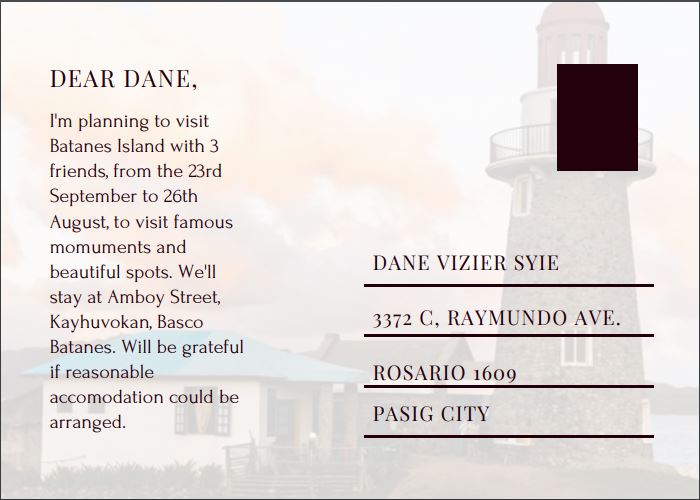 DEAR DANE,
I'm planning to visit
Batanes Island with 3
friends, from the 23rd
September to 26th
August, to visit famous
momuments and
beautiful spots. We'll
stay at Amboy Street,
Kayhuvokan, Basco
Batanes. Will be grateful
if reasonable
accomodation could be
arranged.
DANE VIZIER SYIE
3372 C, RAYMUNDO AVE.
ROSARIO 1609
PASIG CITY